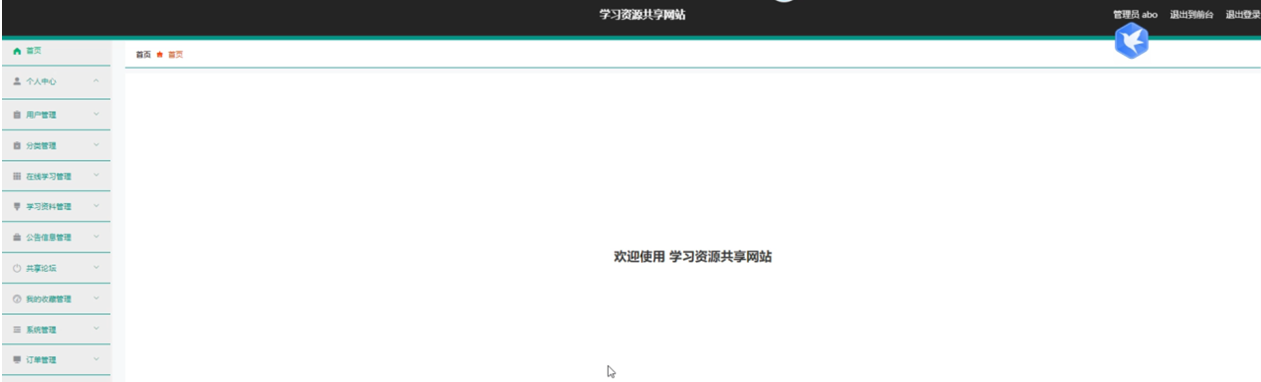 学习资源共享网站
管理员 abo 退出到前台 退出登录
首页
个人中心
用户管理
分类管理
在线学习管理
学习资料管理
公告信息管理
共享论坛
我的收藏管理
系统管理
订单管理
首页 首页
欢迎使用 学习资源共享网站